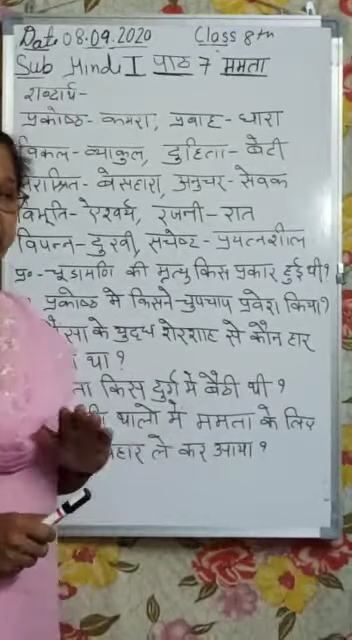 Date 08.09.2020 Class 8th
Sub Hindi I पाठ 7 ममता
शब्दार्थ-
प्रकोष्ठ- कमरा, प्रवाह- धारा
विकल- व्याकुल, दुहिता- बेटी
बेसहारा, अनुचर- सेवक
विभूति- ऐश्वर्य, रजनी- रात
विपन्न- दुखी, सचेष्ट- प्रयत्नशील
प्र०- चूडामणि की मृत्यु किस प्रकार हुई थी?
प्रकोष्ठ मे किसने चुपचाप प्रवेश किया?
के युद्ध शेरशाह से कौन हार
था?
किस दुर्ग मे बैठी थी?
थालो मे ममता के लिए
ले कर आया?